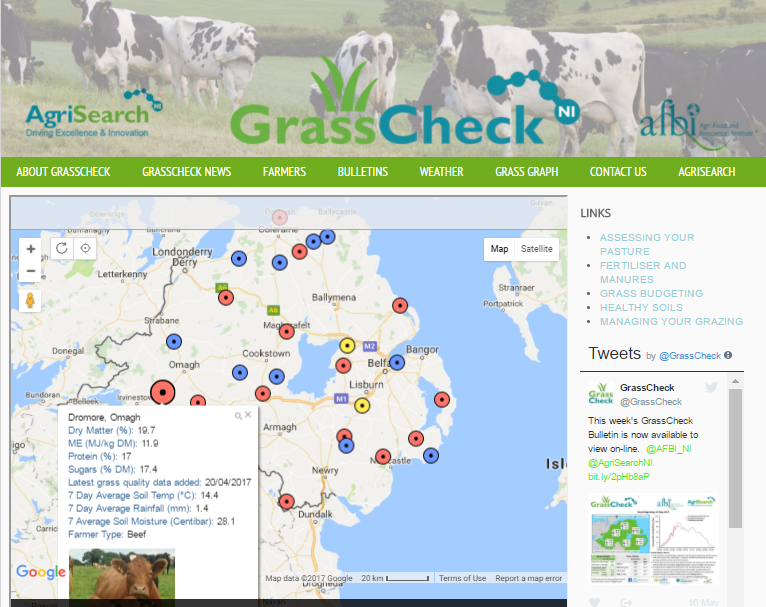 AgriSearch NI
Driving Excellence & Innovation
GrassCheck NI
afbi Agri-Food and
Biosciences Institute
ABOUT GRASSCHECK GRASSCHECK NEWS FARMERS BULLETINS WEATHER GRASS GRAPH CONTACT US AGRISEARCH
LINKS
ASSESSING YOUR
PASTURE
FERTILISER AND
MANURES
GRASS BUDGETING
HEALTHY SOILS
MANAGING YOUR GRAZING
Tweets by @GrassCheck
GrassCheck
@GrassCheck
This week's GrassCheck
Bulletin is now available to
view on-line. @AFBI_NI
@AgriSearchNI
bit.ly/2pHb8aP
16 May
Map Satellite
Ballycastle
Coleraine
Londonderry
Derry
Letterkenny
A6
A6
Ballymena
Stranraer
Portpatrick
Strabane
Magherafelt
Donegal
Omagh
Cookstown
M2
Bangor
Lisburn
Bundoran
Belleek
Irvinestown
M1
Armagh
Newry
Dundalk
Drogheda
Dromore, Omagh
Dry Matter (%): 19.7
ME (MJ/kg DM): 11.9
Protein (%): 17
Sugars (% DM): 17.4
Latest grass quality data added: 20/04/2017
7 Day Average Soil Temp (°C): 14.4
7 Day Average Rainfall (mm): 1.4
7 Average Soil Moisture (Centibar): 28.1
Farmer Type: Beef
Google
Map data ©2017 Google 20 km Terms of Use Report a map error